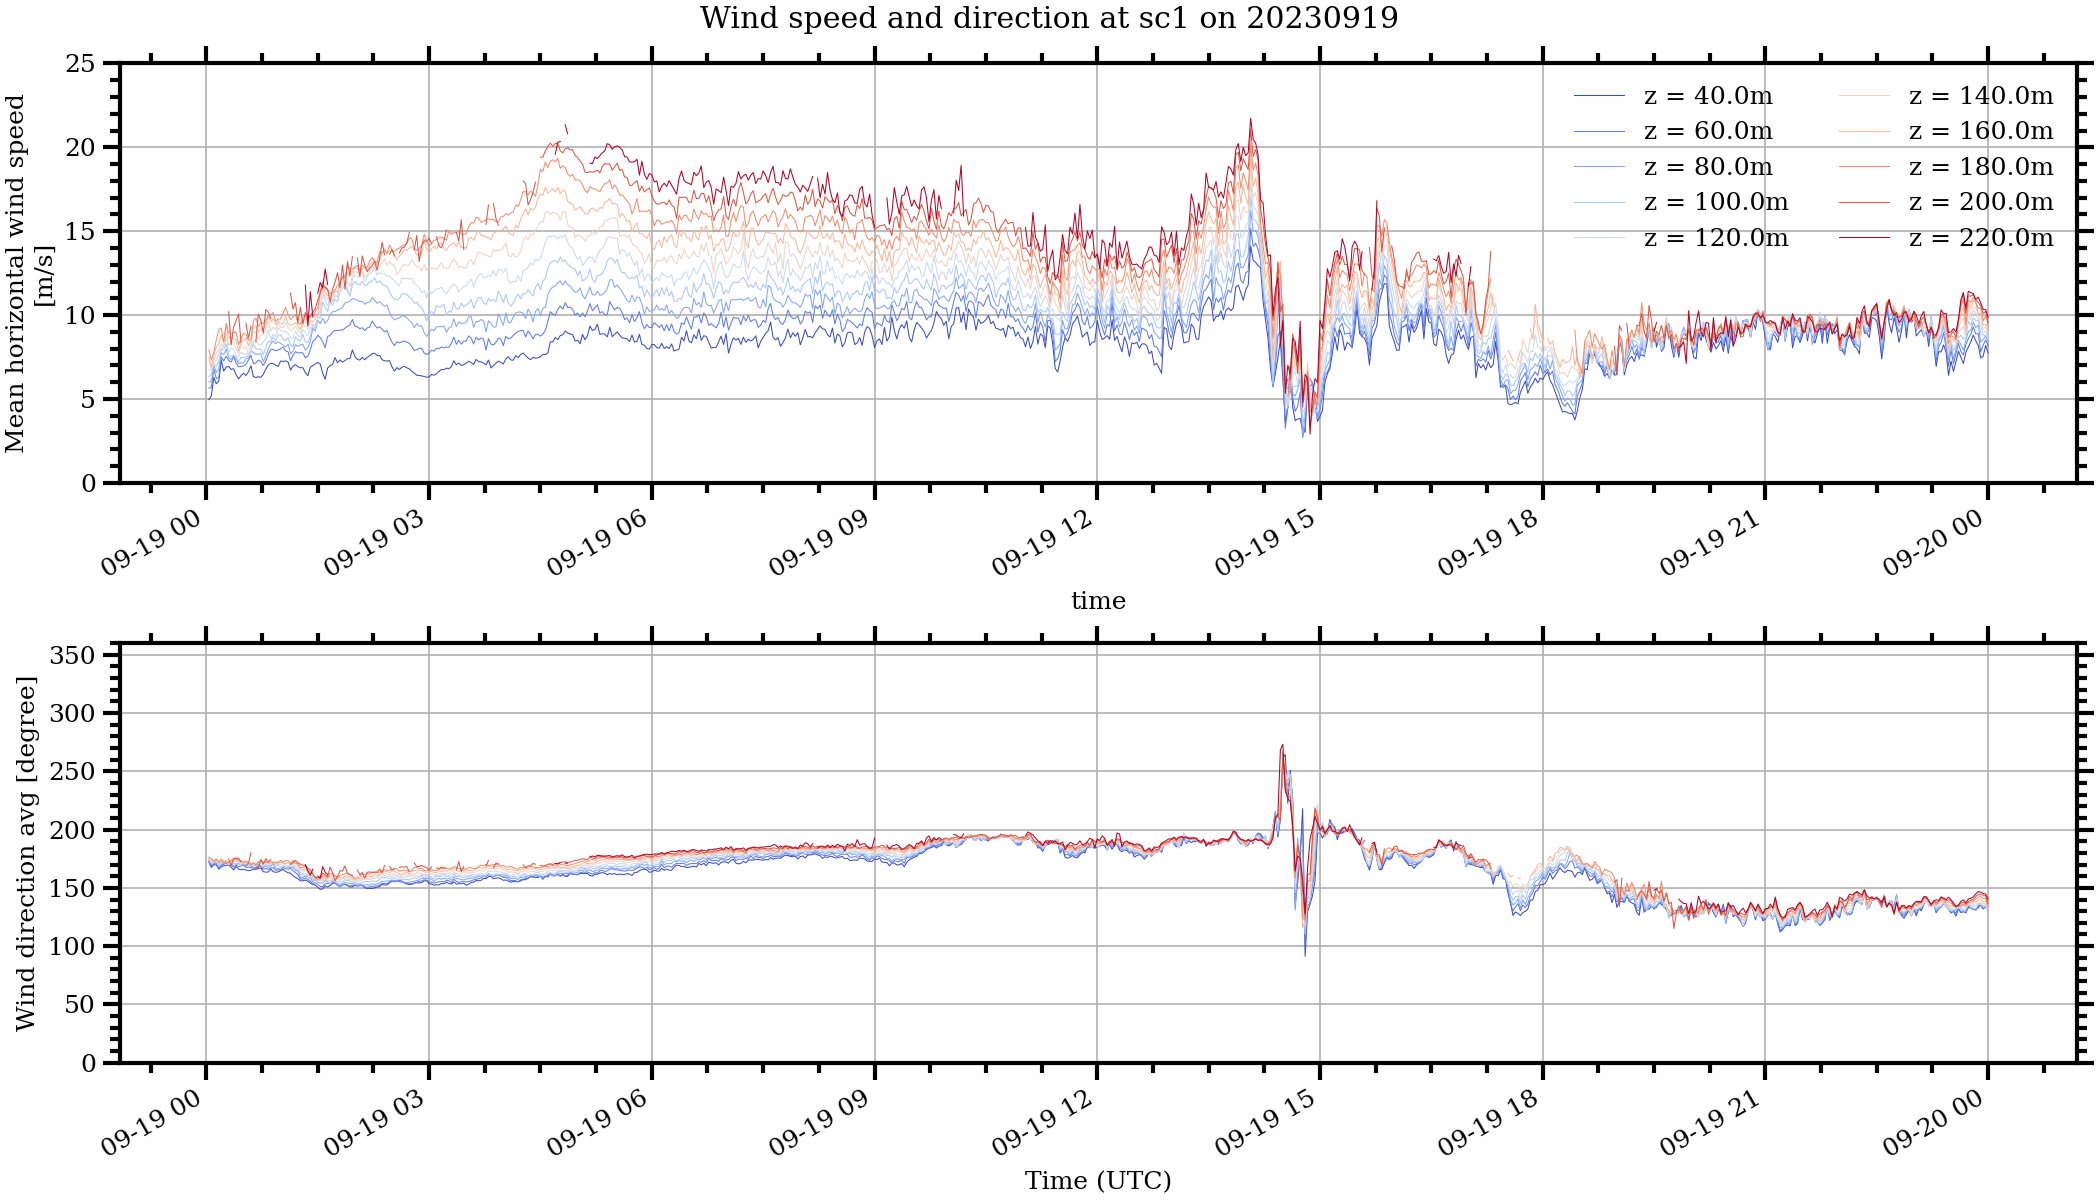 Wind speed and direction at sc1 on 20230919
Mean horizontal wind speed
[m/s]
25
20
15
10
5
0
z = 40.0m
z = 60.0m
z = 80.0m
z = 100.0m
z = 120.0m
z = 140.0m
z = 160.0m
z = 180.0m
z = 200.0m
z = 220.0m
09-19 00
09-19 03
09-19 06
09-19 09
09-19 12
09-19 15
09-19 18
09-19 21
09-20 00
time
Wind direction avg [degree]
350
300
250
200
150
100
50
0
09-19 00
09-19 03
09-19 06
09-19 09
09-19 12
09-19 15
09-19 18
09-19 21
09-20 00
Time (UTC)